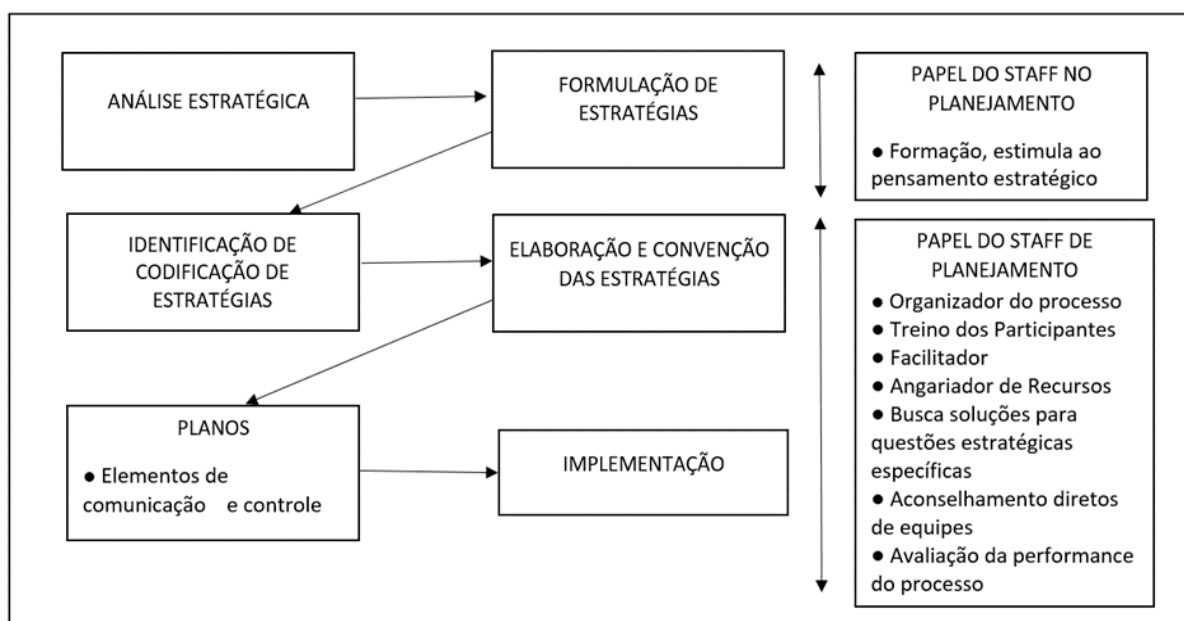 ANÁLISE ESTRATÉGICA
FORMULAÇÃO DE
ESTRATÉGIAS
PAPEL DO STAFF NO
PLANEJAMENTO
● Formação, estimula ao
pensamento estratégico
IDENTIFICAÇÃO DE
CODIFICAÇÃO DE
ESTRATÉGIAS
ELABORAÇÃO E CONVENÇÃO
DAS ESTRATÉGIAS
PAPEL DO STAFF DE
PLANEJAMENTO
● Organizador do processo
● Treino dos Participantes
● Facilitador
● Angariador de Recursos
● Busca soluções para
questões estratégicas
específicas
● Aconselhamento diretos
de equipes
● Avaliação da performance
do processo
PLANOS
● Elementos de
comunicação e controle
IMPLEMENTAÇÃO